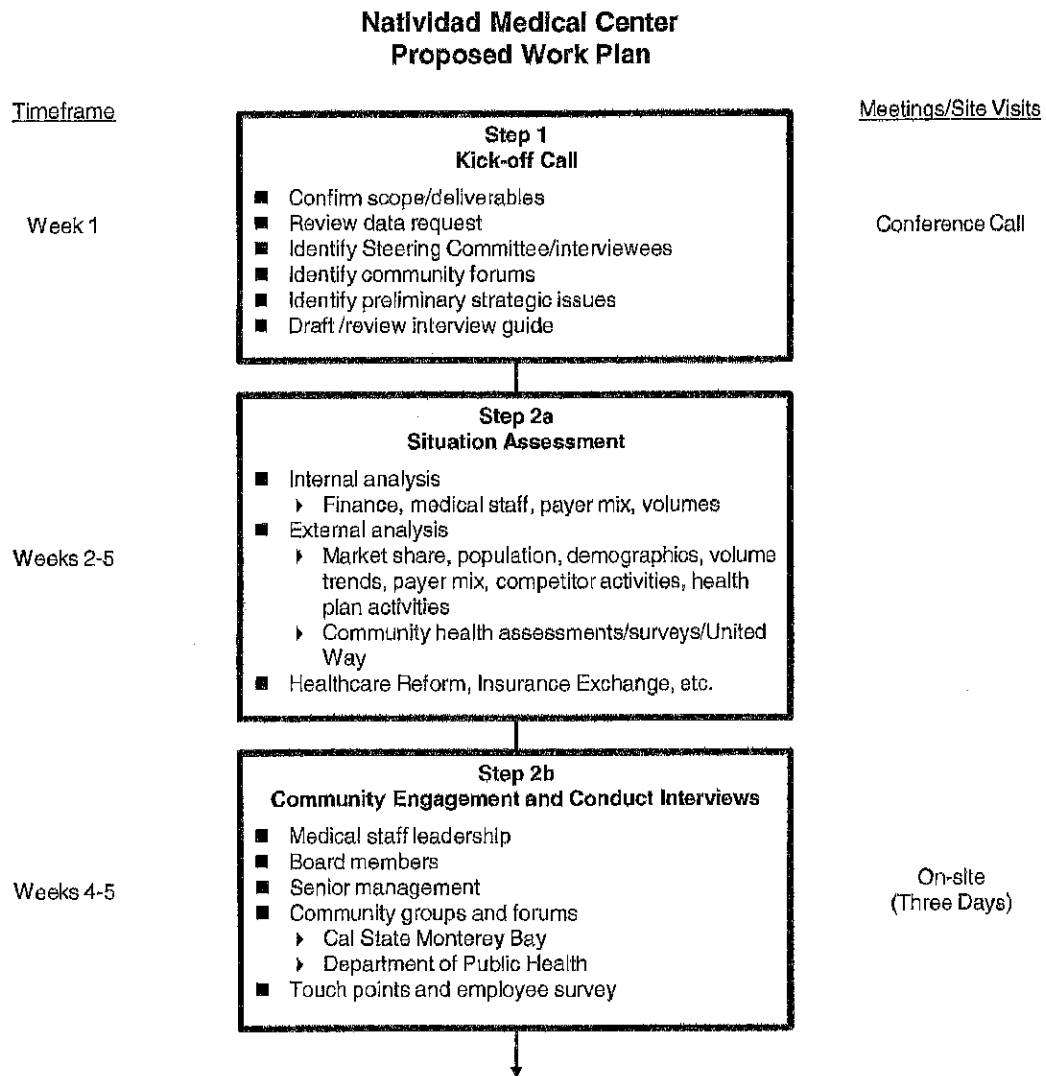 Natividad Medical Center
Proposed Work Plan
Timeframe
Meetings/Site Visits
Step 1
Kick-off Call
■ Confirm scope/deliverables
■ Review data request
■ Identify Steering Committee/interviewees
■ Identify community forums
■ Identify preliminary strategic issues
■ Draft/review interview guide
Week 1
Conference Call
Step 2a
Situation Assessment
■ Internal analysis
▸ Finance, medical staff, payer mix, volumes
■ External analysis
▸ Market share, population, demographics, volume
trends, payer mix, competitor activities, health
plan activities
▸ Community health assessments/surveys/United
Way
■ Healthcare Reform, Insurance Exchange, etc.
Weeks 2-5
Step 2b
Community Engagement and Conduct Interviews
■ Medical staff leadership
■ Board members
■ Senior management
■ Community groups and forums
▸ Cal State Monterey Bay
▸ Department of Public Health
■ Touch points and employee survey
Weeks 4-5
On-site
(Three Days)